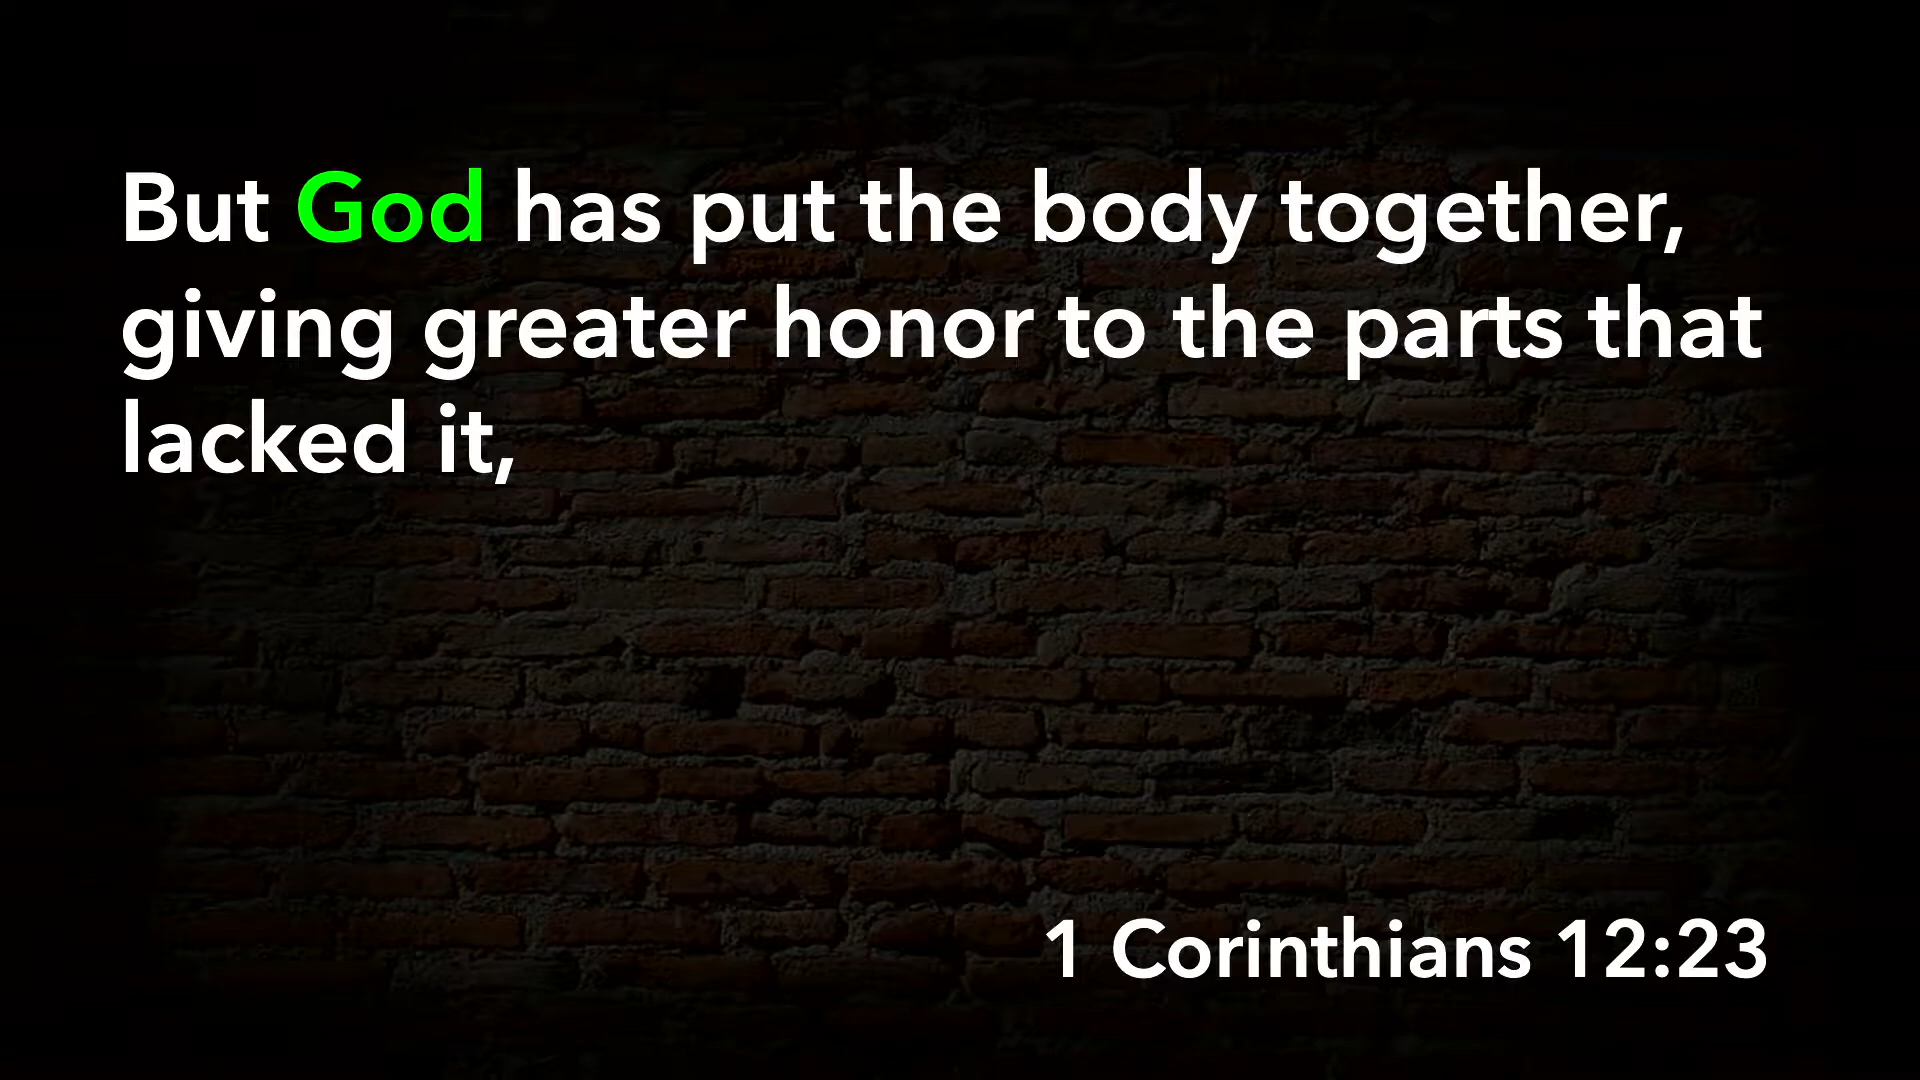 But God has put the body together,
giving greater honor to the parts that
lacked it,
1 Corinthians 12:23